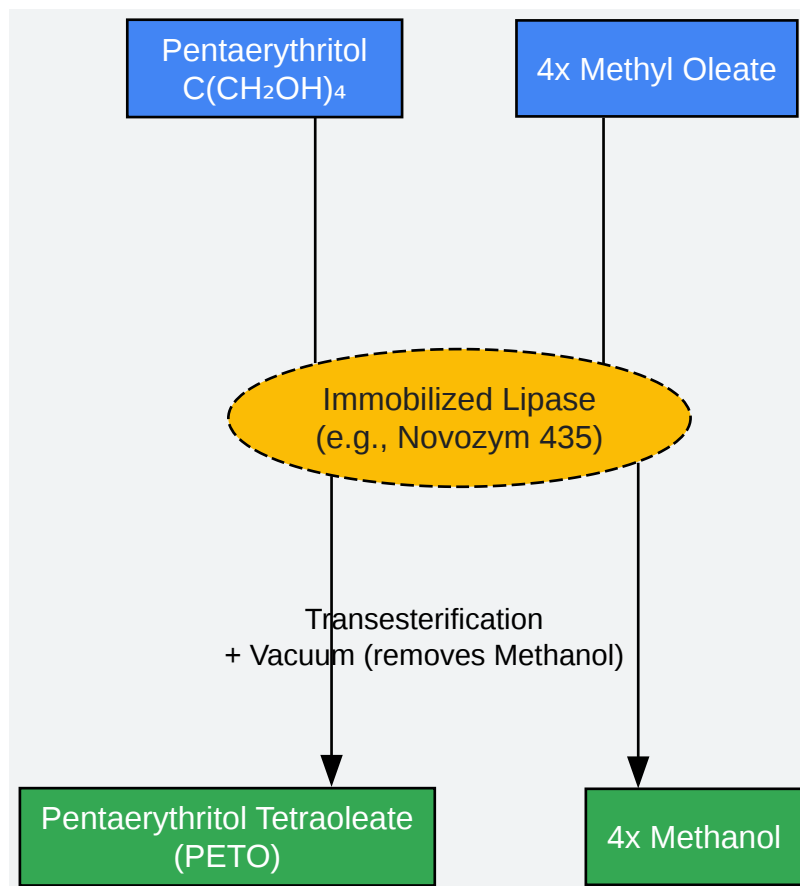 Pentaerythritol
C(CH₂OH)₄
4x Methyl Oleate
Immobilized Lipase
(e.g., Novozym 435)
Transesterification
+ Vacuum (removes Methanol)
Pentaerythritol Tetraoleate
(PETO)
4x Methanol